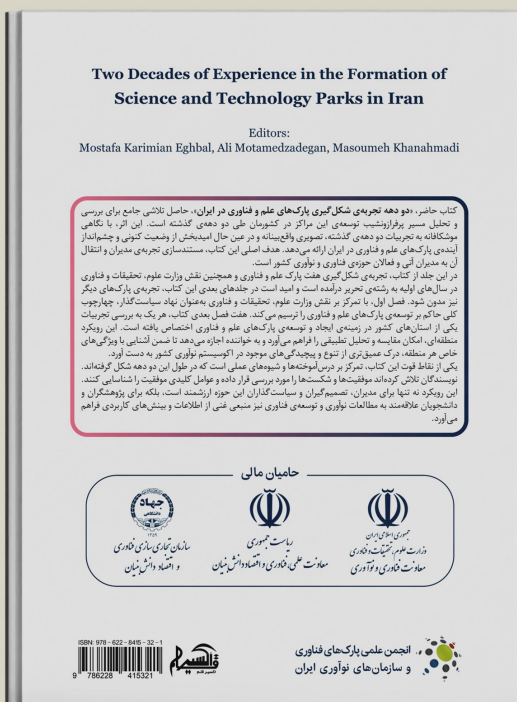 Two Decades of Experience in the Formation of
Science and Technology Parks in Iran
Editors:
Mostafa Karimian Eghbal, Ali Motamedzadegan, Masoumeh Khanahmadi
کتاب حاضر، «دو دهه تجربه‌ی شکل‌گیری پارک‌های علم و فناوری در ایران»، حاصل تلاشی جامع برای بررسی
و تحلیل مسیر پرفرازونشیب توسعه‌ی این مراکز در کشورمان طی دو دهه‌ی گذشته است. این اثر، با نگاهی
موشکافانه به تجربیات دو دهه‌ی گذشته، تصویری واقع‌بینانه و در عین حال امیدبخش از وضعیت کنونی و چشم‌انداز
آینده‌ی پارک‌های علم و فناوری در ایران ارائه می‌دهد. هدف اصلی این کتاب، مستندسازی تجربه‌ی مدیران و انتقال
آن به مدیران آتی و فعالان حوزه‌ی فناوری و نوآوری کشور است.
در این جلد از کتاب، تجربه‌ی شکل‌گیری هفت پارک علم و فناوری و همچنین نقش وزارت علوم، تحقیقات و فناوری
در سال‌های اولیه به رشته‌ی تحریر درآمده است و امید است در جلدهای بعدی این کتاب، تجربه‌ی پارک‌های دیگر
نیز مدون شود. فصل اول، با تمرکز بر نقش وزارت علوم، تحقیقات و فناوری به‌عنوان نهاد سیاست‌گذار، چهارچوب
کلی حاکم بر توسعه‌ی پارک‌های علم و فناوری را ترسیم می‌کند. هفت فصل بعدی کتاب، هر یک به بررسی تجربیات
یکی از استان‌های کشور در زمینه‌ی ایجاد و توسعه‌ی پارک‌های علم و فناوری اختصاص یافته است. این رویکرد
منطقه‌ای، امکان مقایسه و تحلیل تطبیقی را فراهم می‌آورد و به خواننده اجازه می‌دهد تا ضمن آشنایی با ویژگی‌های
خاص هر منطقه، درک عمیق‌تری از تنوع و پیچیدگی‌های موجود در اکوسیستم نوآوری کشور به دست آورد.
یکی از نقاط قوت این کتاب، تمرکز بر درس‌آموخته‌ها و شیوه‌های عملی است که در طول این دو دهه شکل گرفته‌اند.
نویسندگان تلاش کرده‌اند موفقیت‌ها و شکست‌ها را مورد بررسی قرار داده و عوامل کلیدی موفقیت را شناسایی کنند.
این رویکرد نه تنها برای مدیران، تصمیم‌گیران و سیاست‌گذاران این حوزه ارزشمند است، بلکه برای پژوهشگران و
دانشجویان علاقه‌مند به مطالعات نوآوری و توسعه‌ی فناوری نیز منبعی غنی از اطلاعات و بینش‌های کاربردی فراهم
می‌آورد.
حامیان مالی
جمهوری اسلامی ایران
وزارت علوم، تحقیقات و فناوری
معاونت فناوری و نوآوری
ریاست جمهوری
معاونت علمی، فناوری و اقتصاد دانش‌بنیان
جهاد
دانشگاهی
۱۳۵۹
سازمان تجاری سازی فناوری
و اقتصاد دانش‌بنیان
انجمن علمی پارک‌های فناوری
و سازمان‌های نوآوری ایران
ISBN: 978 - 622 - 8415 - 32 - 1
9 786228 415321